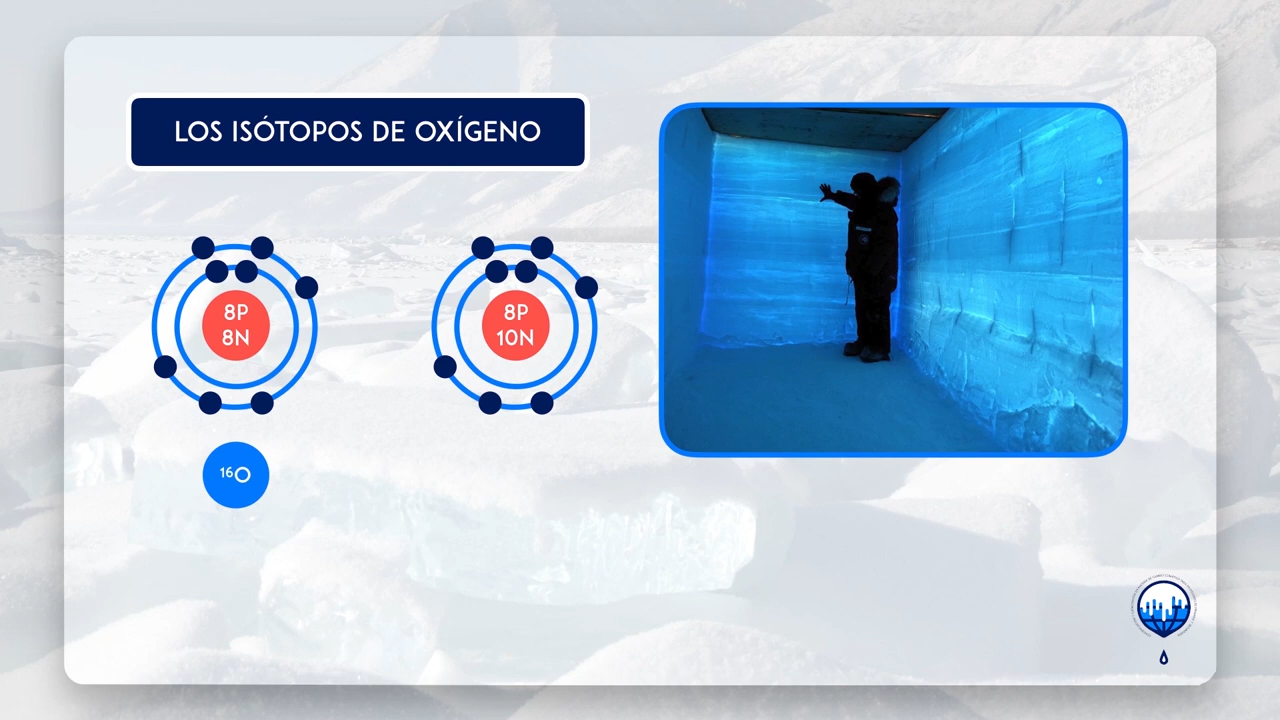 LOS ISÓTOPOS DE OXÍGENO
8P
8N
8P
10N
¹⁶O